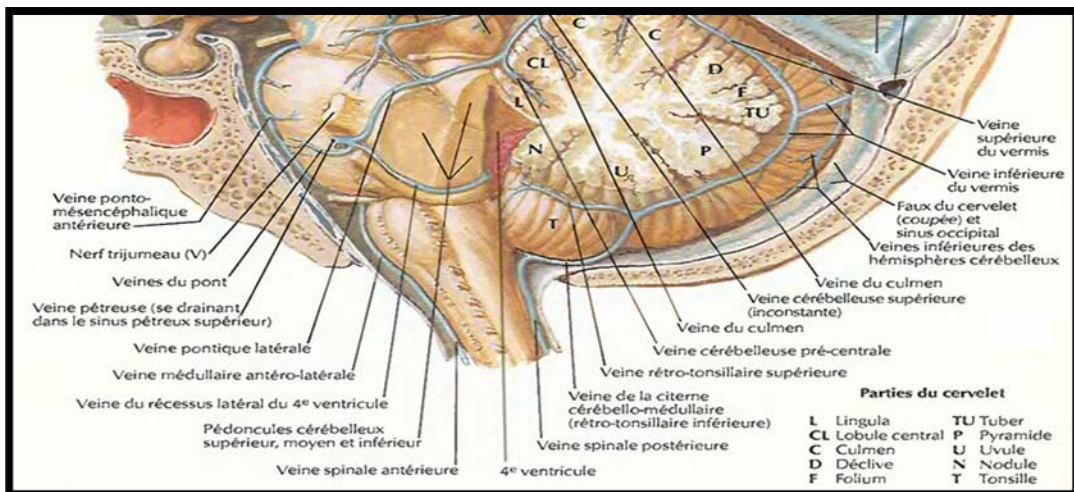 C
C
CL
D
F
L
TU
N
P
U
T
Veine
supérieure
du vermis
Veine inférieure
du vermis
Faux du cervelet
(coupée) et
sinus occipital
Veines inférieures des
hémisphères cérébelleux
Veine du culmen
Veine cérébelleuse supérieure
(inconstante)
Veine du culmen
Veine cérébelleuse pré-centrale
Veine rétro-tonsillaire supérieure
Veine de la citerne
cérébello-médullaire
(rétro-tonsillaire inférieure)
Veine spinale postérieure
4e ventricule
Veine ponto-
mésencéphalique
antérieure
Nerf trijumeau (V)
Veines du pont
Veine pétreuse (se drainant
dans le sinus pétreux supérieur)
Veine pontique latérale
Veine médullaire antéro-latérale
Veine du récessus latéral du 4e ventricule
Pédoncules cérébelleux
supérieur, moyen et inférieur
Veine spinale antérieure
Parties du cervelet
L Lingula
CL Lobule central
C Culmen
D Déclive
F Folium
TU Tuber
P Pyramide
U Uvule
N Nodule
T Tonsille